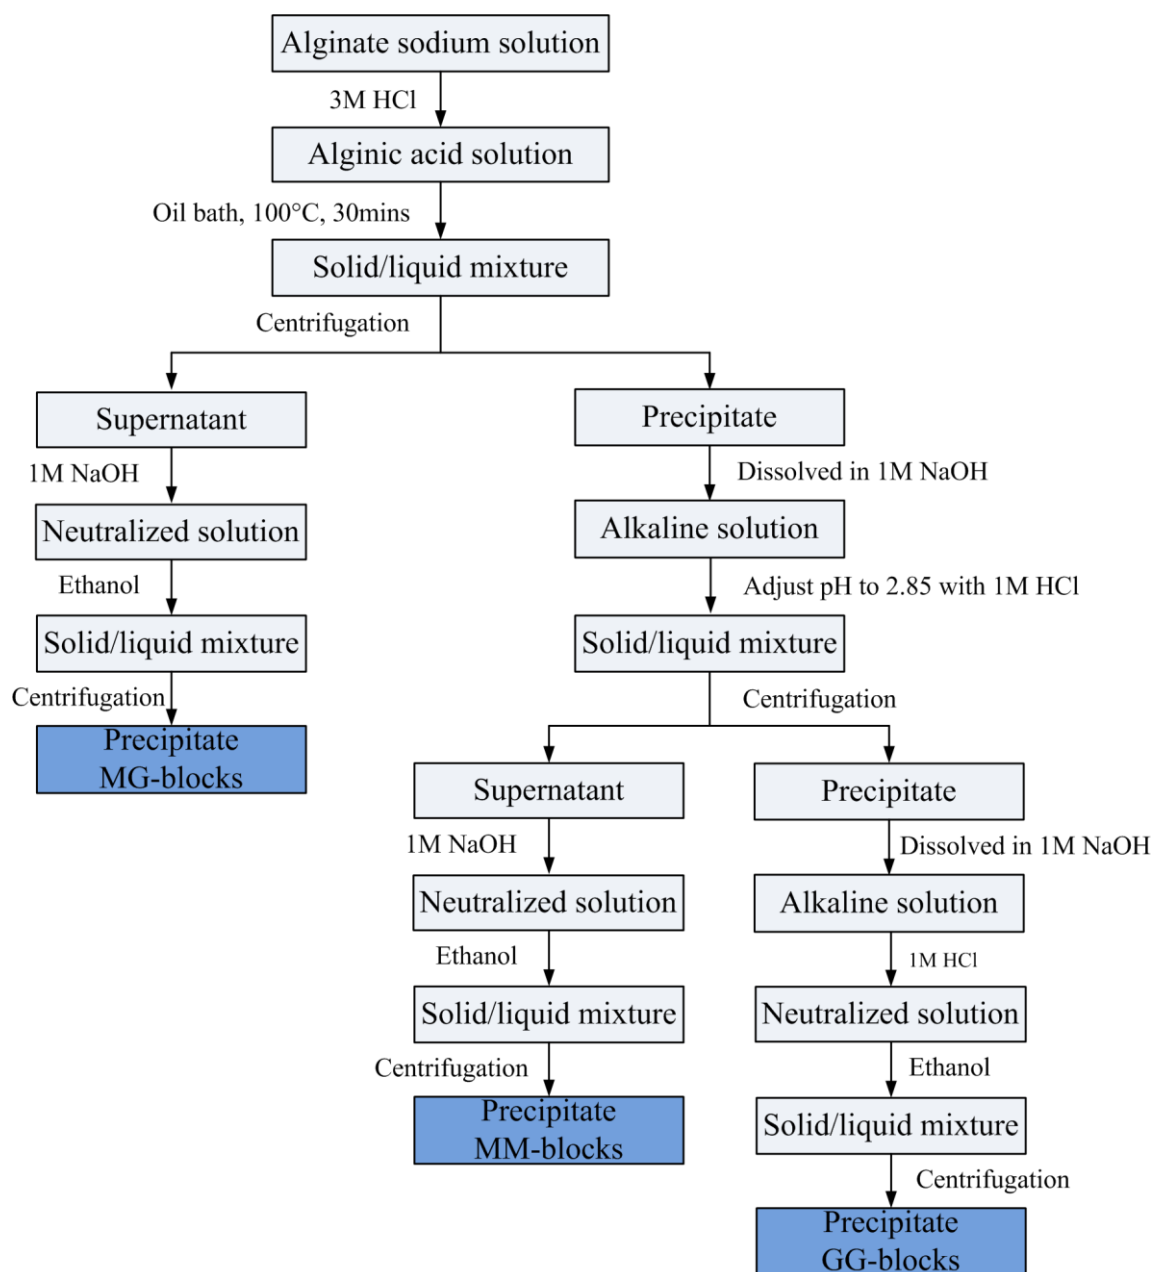 Alginate sodium solution
3M HCl
Alginic acid solution
Oil bath, 100°C, 30mins
Solid/liquid mixture
Centrifugation
Supernatant
1M NaOH
Neutralized solution
Ethanol
Solid/liquid mixture
Centrifugation
Precipitate
MG-blocks
Precipitate
Dissolved in 1M NaOH
Alkaline solution
Adjust pH to 2.85 with 1M HCl
Solid/liquid mixture
Centrifugation
Supernatant
1M NaOH
Neutralized solution
Ethanol
Solid/liquid mixture
Centrifugation
Precipitate
MM-blocks
Precipitate
Dissolved in 1M NaOH
Alkaline solution
1M HCl
Neutralized solution
Ethanol
Solid/liquid mixture
Centrifugation
Precipitate
GG-blocks